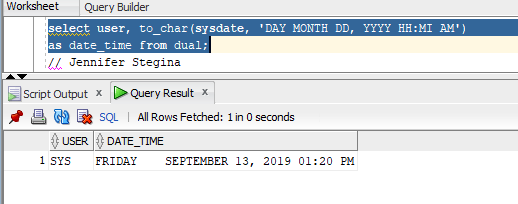 Worksheet Query Builder
select user, to_char(sysdate, 'DAY MONTH DD, YYYY HH:MI AM')
as date_time from dual;
// Jennifer Stegina
Script Output x Query Result x
SQL | All Rows Fetched: 1 in 0 seconds
USER DATE_TIME
1 SYS FRIDAY    SEPTEMBER 13, 2019 01:20 PM